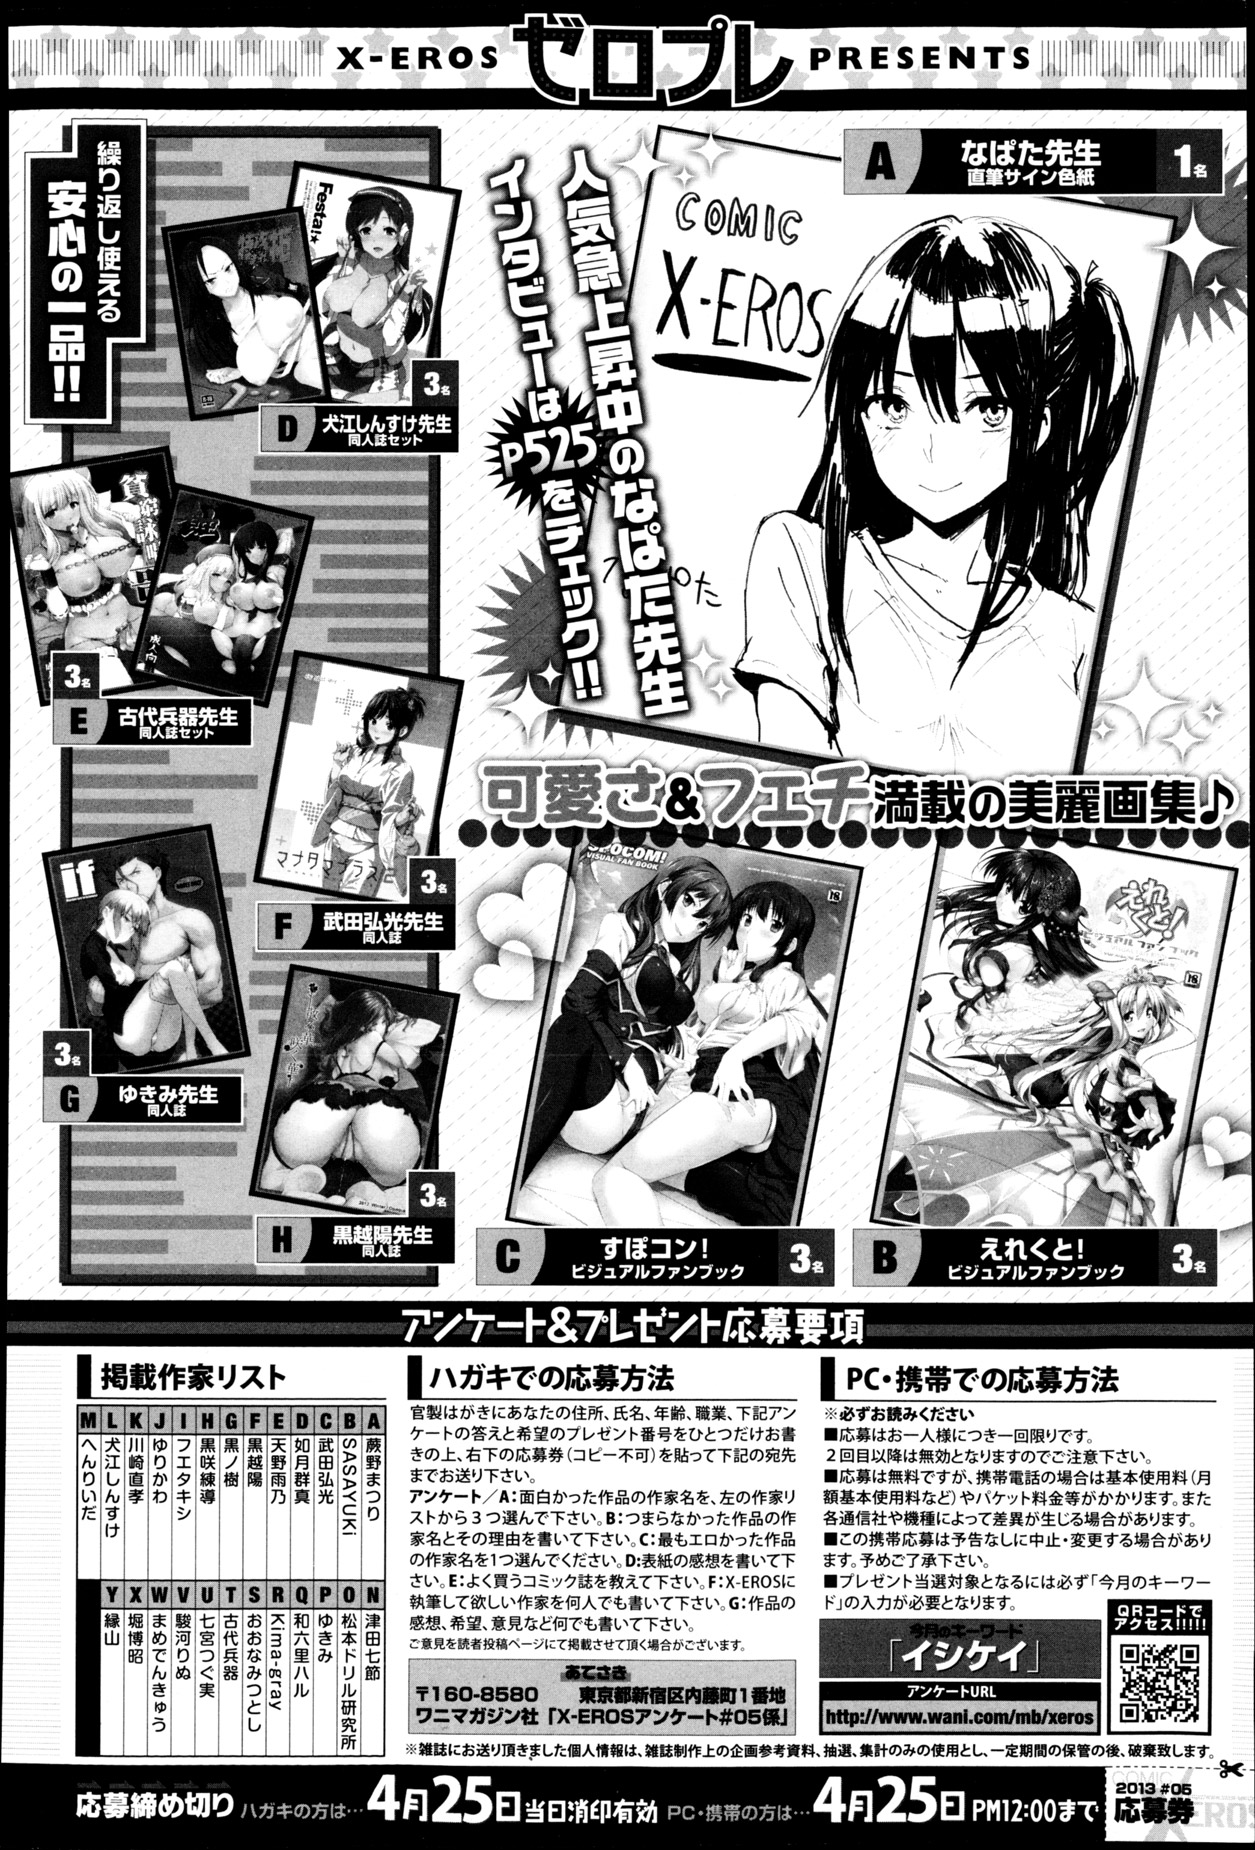 X-EROS ゼロプレ PRESENTS
A なぱた先生 直筆サイン色紙 1名
COMIC
X-EROS
人気急上昇中のなぱた先生
インタビューはP525をチェック!!
繰り返し使える
安心の一品!!
Festa!★
D 犬江しんすけ先生 同人誌セット 3名
成人向
E 古代兵器先生 同人誌セット 3名
マナタマプラス2
F 武田弘光先生 同人誌 3名
if
G ゆきみ先生 同人誌 3名
H 黒越陽先生 同人誌 3名
可愛さ&フェチ満載の美麗画集♪
VISUAL FAN BOOK
C すぽコン! ビジュアルファンブック 3名
えれくと!
ビジュアルファンブック
B えれくと! ビジュアルファンブック 3名
アンケート&プレゼント応募要項
掲載作家リスト
A 蕨野まつり
B SASAYUKi
C 武田弘光
D 如月群真
E 天野雨乃
F 黒越陽
G 黒ノ樹
H 黒咲練導
I フエタキシ
J ゆりかわ
K 川崎直孝
L 犬江しんすけ
M へんりいだ
N 津田七節
O 松本ドリル研究所
P ゆきみ
Q 和六里ハル
R Kima-gray
S おおなみつとし
T 古代兵器
U 七宮つぐ実
V 駿河りぬ
W まめでんきゅう
X 堀博昭
Y 縁山
ハガキでの応募方法
官製はがきにあなたの住所、氏名、年齢、職業、下記アン
ケートの答えと希望のプレゼント番号をひとつだけお書
きの上、右下の応募券(コピー不可)を貼って下記の宛先
までお送り下さい。
アンケート/A:面白かった作品の作家名を、左の作家リ
ストから3つ選んで下さい。B:つまらなかった作品の作
家名とその理由を書いて下さい。C:最もエロかった作品
の作家名を1つ選んでください。D:表紙の感想を書いて下
さい。E:よく買うコミック誌を教えて下さい。F:X-EROSに
執筆して欲しい作家を何人でも書いて下さい。G:作品の
感想、希望、意見など何でも書いて下さい。
ご意見を読者投稿ページにて掲載させて頂く場合がございます。
あてさき
〒160-8580 東京都新宿区内藤町1番地
ワニマガジン社「X-EROSアンケート#05係」
PC・携帯での応募方法
※必ずお読みください
■応募はお一人様につき一回限りです。
2回目以降は無効となりますのでご注意下さい。
■応募は無料ですが、携帯電話の場合は基本使用料(月
額基本使用料など)やパケット料金等がかかります。また
各通信社や機種によって差異が生じる場合があります。
■この携帯応募は予告なしに中止・変更する場合があり
ます。予めご了承下さい。
■プレゼント当選対象となるには必ず「今月のキーワー
ド」の入力が必要となります。
今月のキーワード
「イシケイ」
アンケートURL
http://www.wani.com/mb/xeros
QRコードで
アクセス!!!!!
※雑誌にお送り頂きました個人情報は、雑誌制作上の企画参考資料、抽選、集計のみの使用とし、一定期間の保管の後、破棄致します。
応募締め切り ハガキの方は…4月25日当日消印有効 PC・携帯の方は…4月25日PM12:00まで
2013 #05
応募券